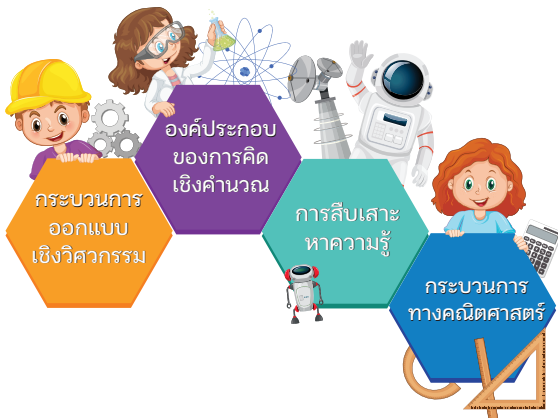 กระบวนการ
ออกแบบ
เชิงวิศวกรรม
องค์ประกอบ
ของการคิด
เชิงคำนวณ
การสืบเสาะ
หาความรู้
กระบวนการ
ทางคณิตศาสตร์